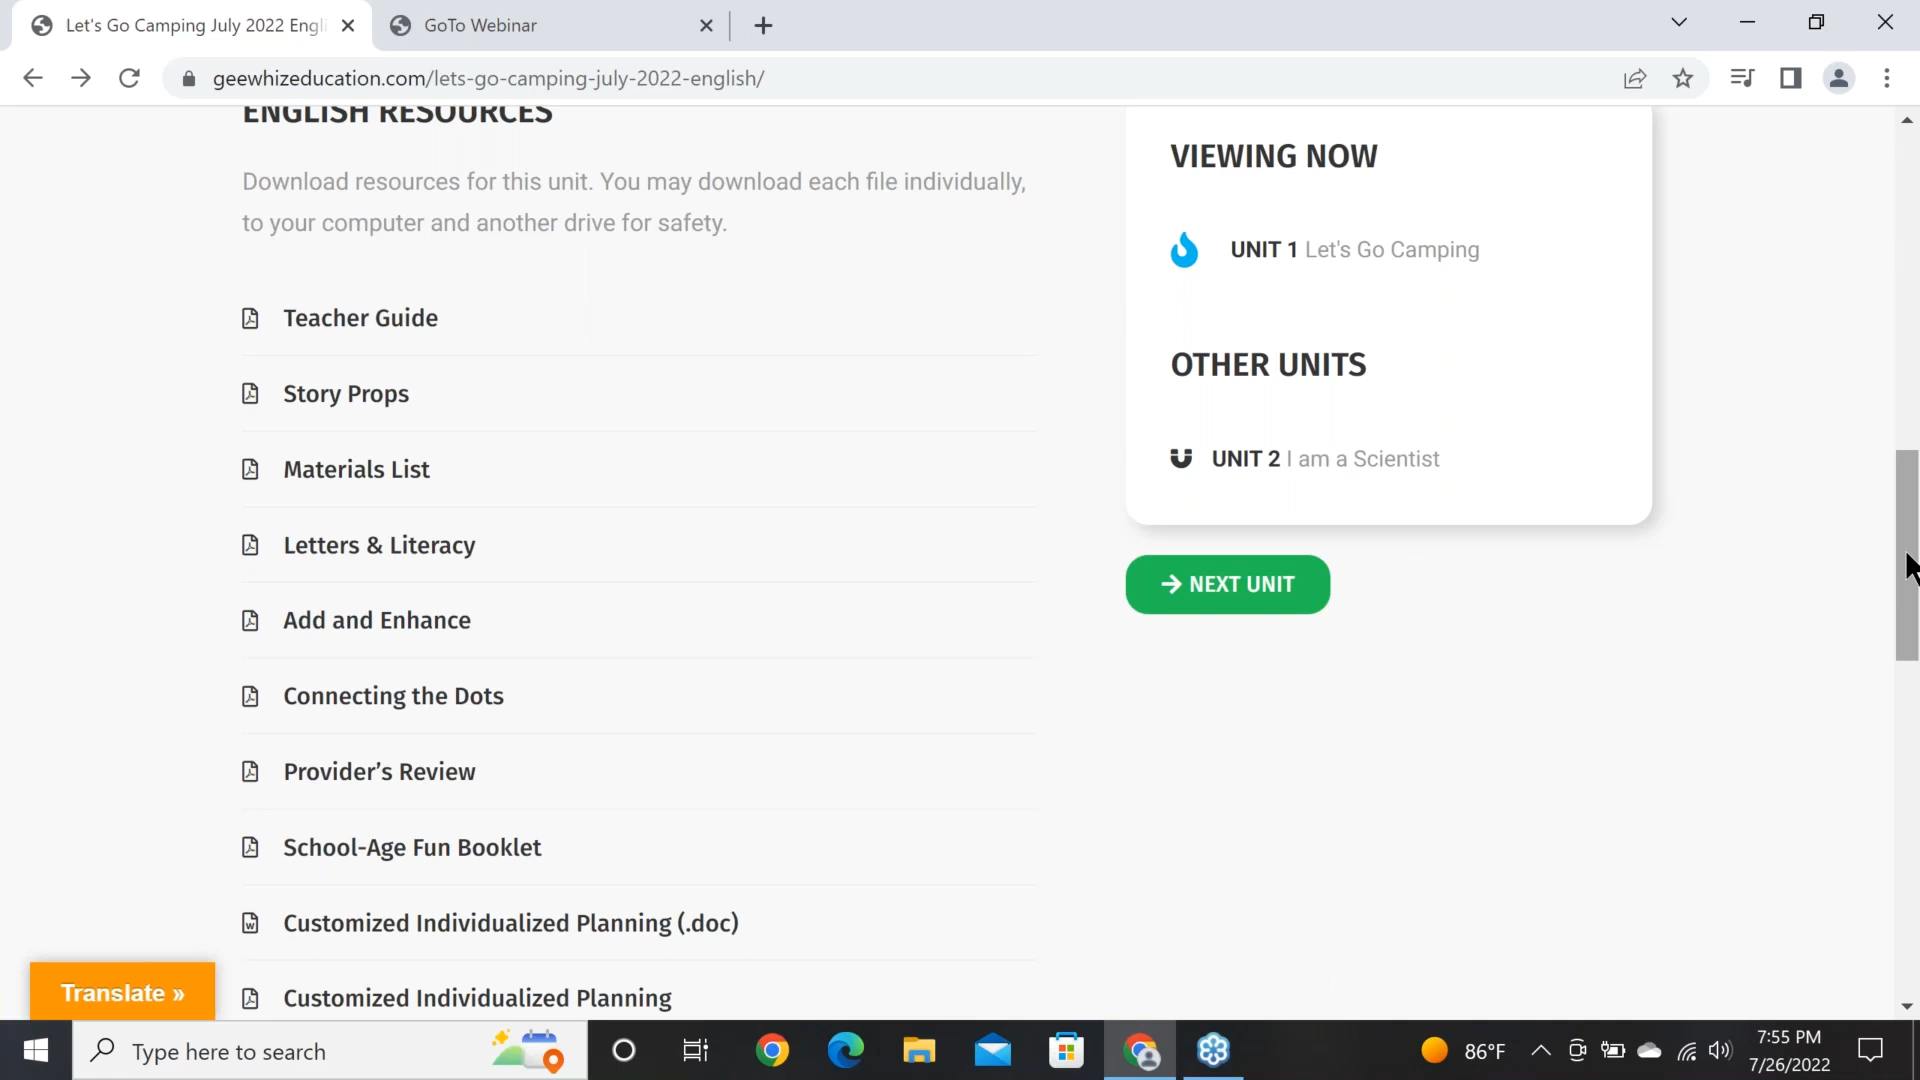 Let's Go Camping July 2022 Engli
GoTo Webinar
geewhizeducation.com/lets-go-camping-july-2022-english/
ENGLISH RESOURCES
Download resources for this unit. You may download each file individually,
to your computer and another drive for safety.
Teacher Guide
Story Props
Materials List
Letters & Literacy
Add and Enhance
Connecting the Dots
Provider’s Review
School-Age Fun Booklet
Customized Individualized Planning (.doc)
Customized Individualized Planning
VIEWING NOW
UNIT 1 Let's Go Camping
OTHER UNITS
UNIT 2 I am a Scientist
→ NEXT UNIT
Translate »
Type here to search
86°F
7:55 PM
7/26/2022